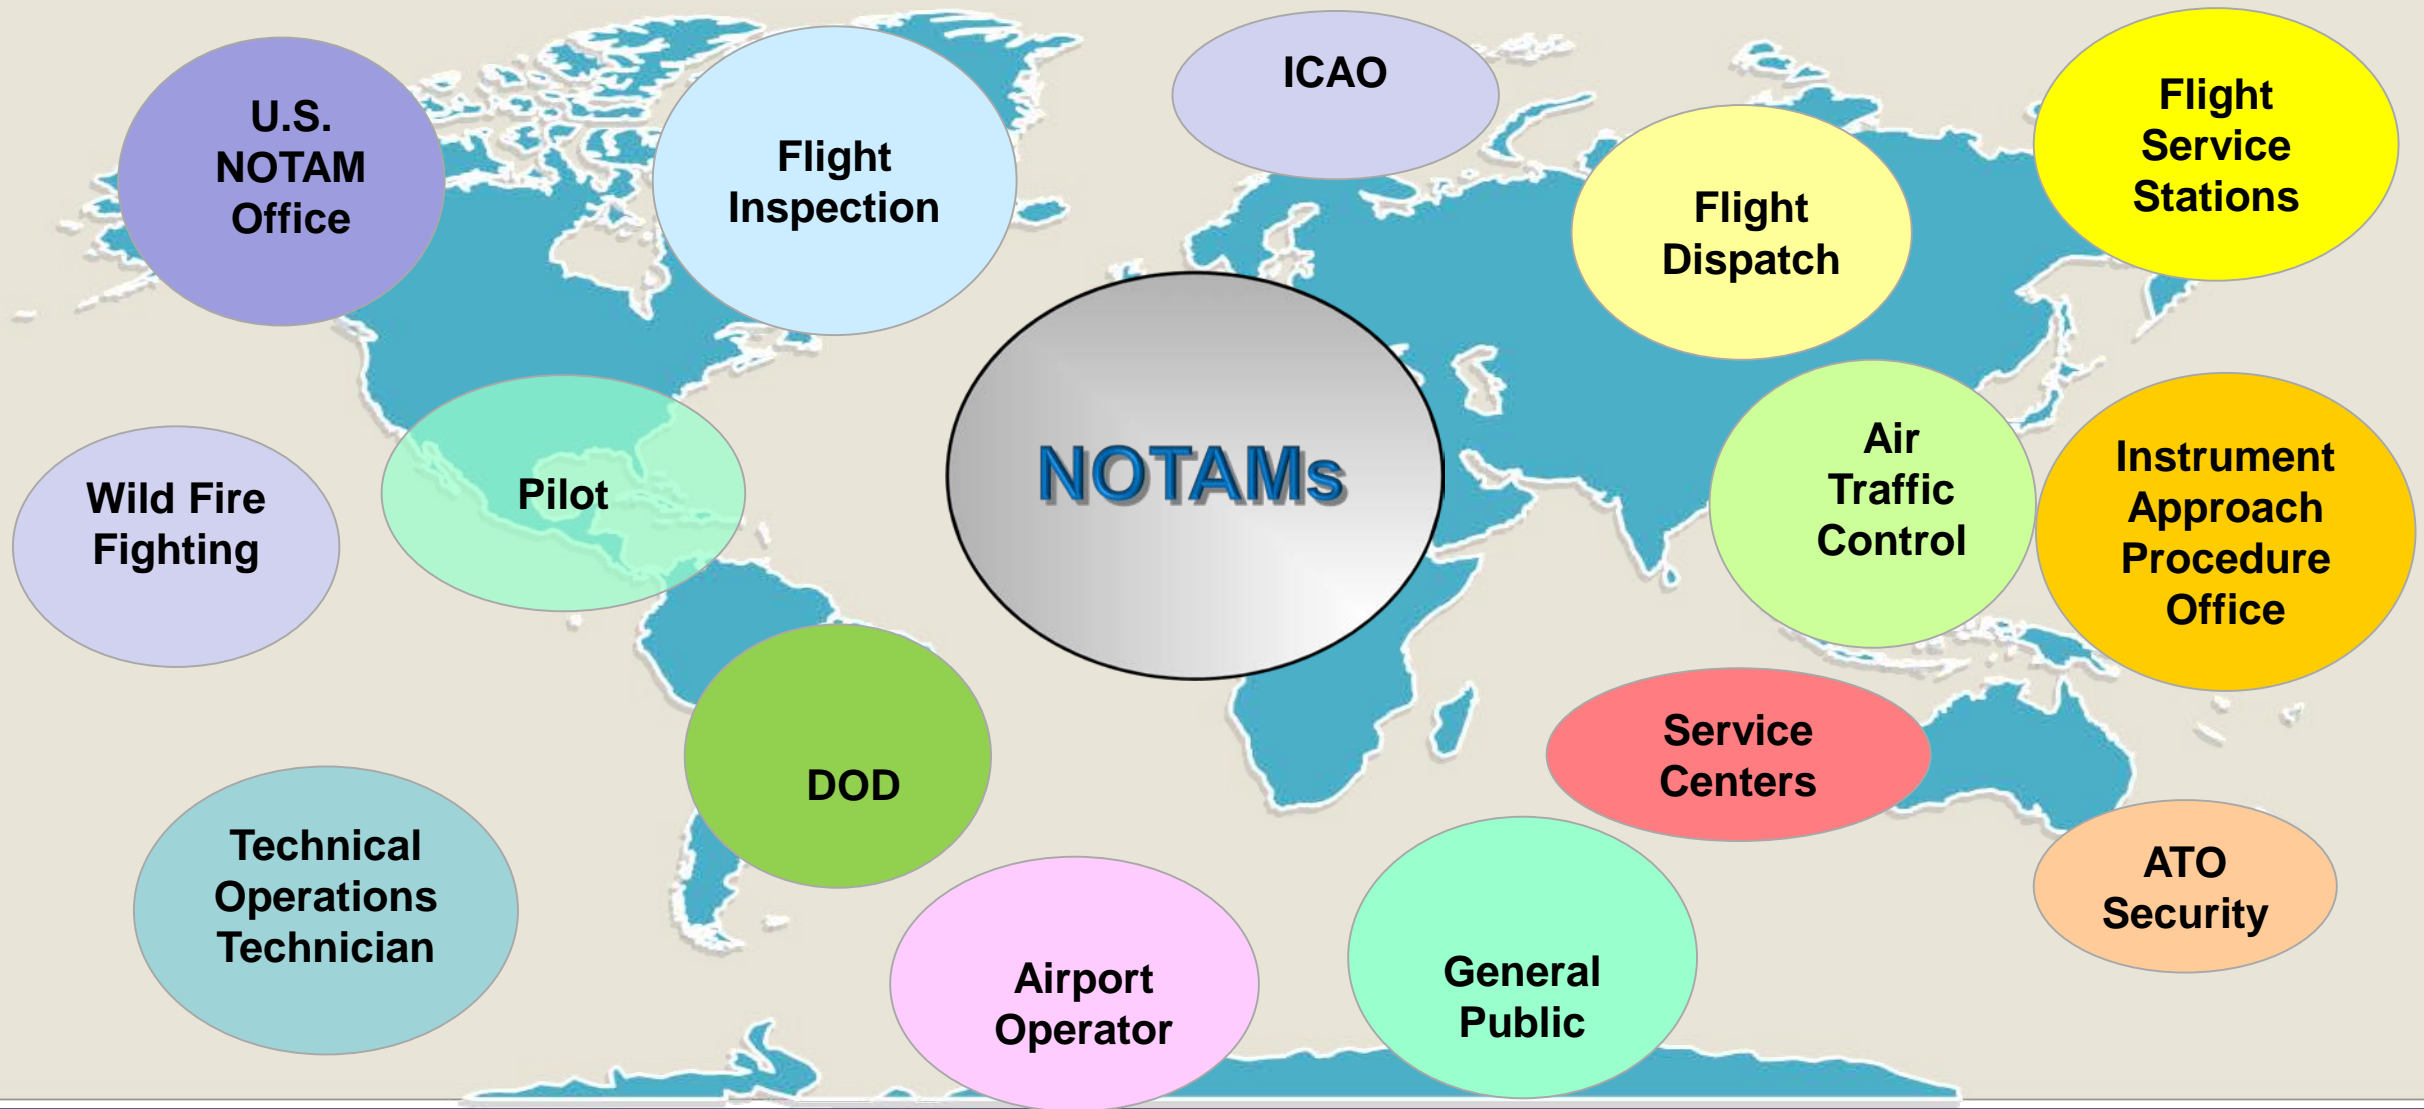 U.S.
NOTAM
Office
Flight
Inspection
ICAO
Flight
Dispatch
Flight
Service
Stations
Wild Fire
Fighting
Pilot
NOTAMs
Air
Traffic
Control
Instrument
Approach
Procedure
Office
Technical
Operations
Technician
DOD
Airport
Operator
General
Public
Service
Centers
ATO
Security